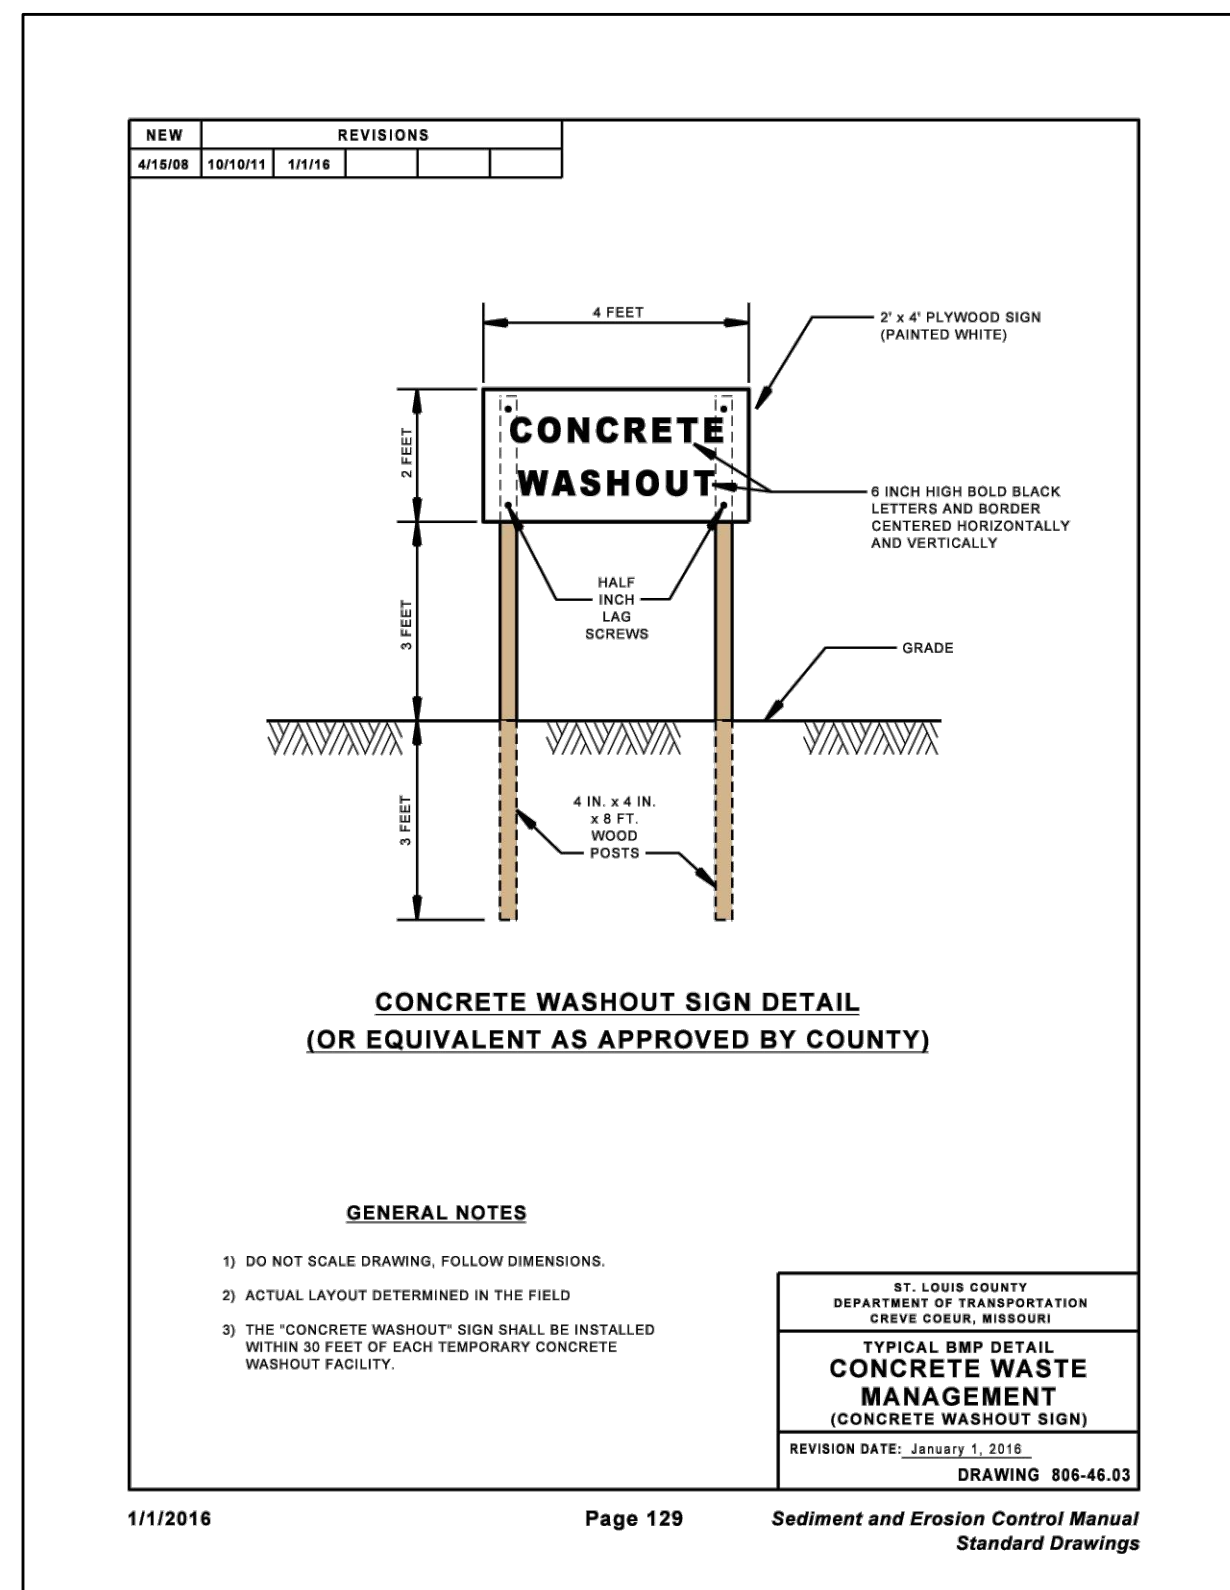 NEW REVISIONS
4/15/08 10/10/11 1/1/16
4 FEET
2' x 4' PLYWOOD SIGN
(PAINTED WHITE)
2 FEET
CONCRETE
WASHOUT
6 INCH HIGH BOLD BLACK
LETTERS AND BORDER
CENTERED HORIZONTALLY
AND VERTICALLY
HALF
INCH
LAG
SCREWS
3 FEET
GRADE
3 FEET
4 IN. x 4 IN.
x 8 FT.
WOOD
POSTS
CONCRETE WASHOUT SIGN DETAIL
(OR EQUIVALENT AS APPROVED BY COUNTY)
GENERAL NOTES
1) DO NOT SCALE DRAWING, FOLLOW DIMENSIONS.
2) ACTUAL LAYOUT DETERMINED IN THE FIELD
3) THE "CONCRETE WASHOUT" SIGN SHALL BE INSTALLED
WITHIN 30 FEET OF EACH TEMPORARY CONCRETE
WASHOUT FACILITY.
ST. LOUIS COUNTY
DEPARTMENT OF TRANSPORTATION
CREVE COEUR, MISSOURI
TYPICAL BMP DETAIL
CONCRETE WASTE
MANAGEMENT
(CONCRETE WASHOUT SIGN)
REVISION DATE: January 1, 2016
DRAWING 806-46.03
1/1/2016 Page 129 Sediment and Erosion Control Manual
Standard Drawings